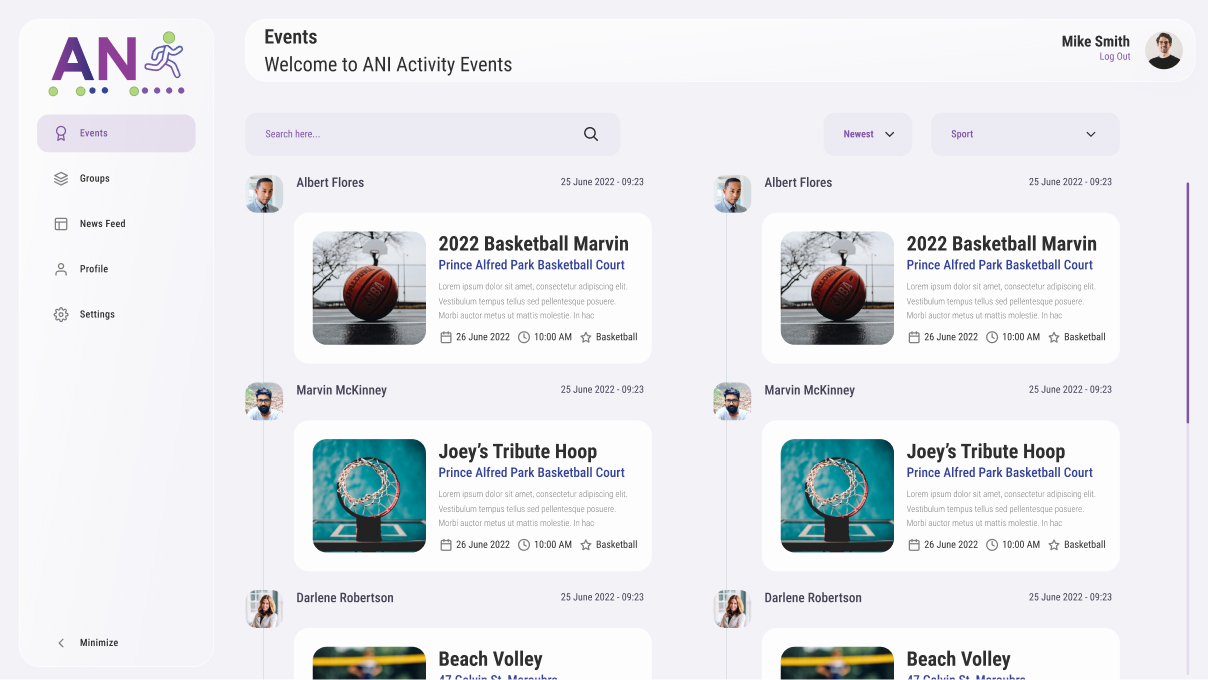 AN
Events
Groups
News Feed
Profile
Settings
Minimize
Events
Welcome to ANI Activity Events
Mike Smith
Log Out
Search here...
Newest
Sport
Albert Flores
25 June 2022 - 09:23
2022 Basketball Marvin
Prince Alfred Park Basketball Court
Lorem ipsum dolor sit amet, consectetur adipiscing elit.
Vestibulum tempus tellus sed pellentesque posuere.
Morbi auctor metus ut mattis molestie. In hac
26 June 2022 10:00 AM Basketball
Marvin McKinney
25 June 2022 - 09:23
Joey’s Tribute Hoop
Prince Alfred Park Basketball Court
Lorem ipsum dolor sit amet, consectetur adipiscing elit.
Vestibulum tempus tellus sed pellentesque posuere.
Morbi auctor metus ut mattis molestie. In hac
26 June 2022 10:00 AM Basketball
Darlene Robertson
25 June 2022 - 09:23
Beach Volley
47 Colvin St, Maroubra
Albert Flores
25 June 2022 - 09:23
2022 Basketball Marvin
Prince Alfred Park Basketball Court
Lorem ipsum dolor sit amet, consectetur adipiscing elit.
Vestibulum tempus tellus sed pellentesque posuere.
Morbi auctor metus ut mattis molestie. In hac
26 June 2022 10:00 AM Basketball
Marvin McKinney
25 June 2022 - 09:23
Joey’s Tribute Hoop
Prince Alfred Park Basketball Court
Lorem ipsum dolor sit amet, consectetur adipiscing elit.
Vestibulum tempus tellus sed pellentesque posuere.
Morbi auctor metus ut mattis molestie. In hac
26 June 2022 10:00 AM Basketball
Darlene Robertson
25 June 2022 - 09:23
Beach Volley
47 Colvin St, Maroubra